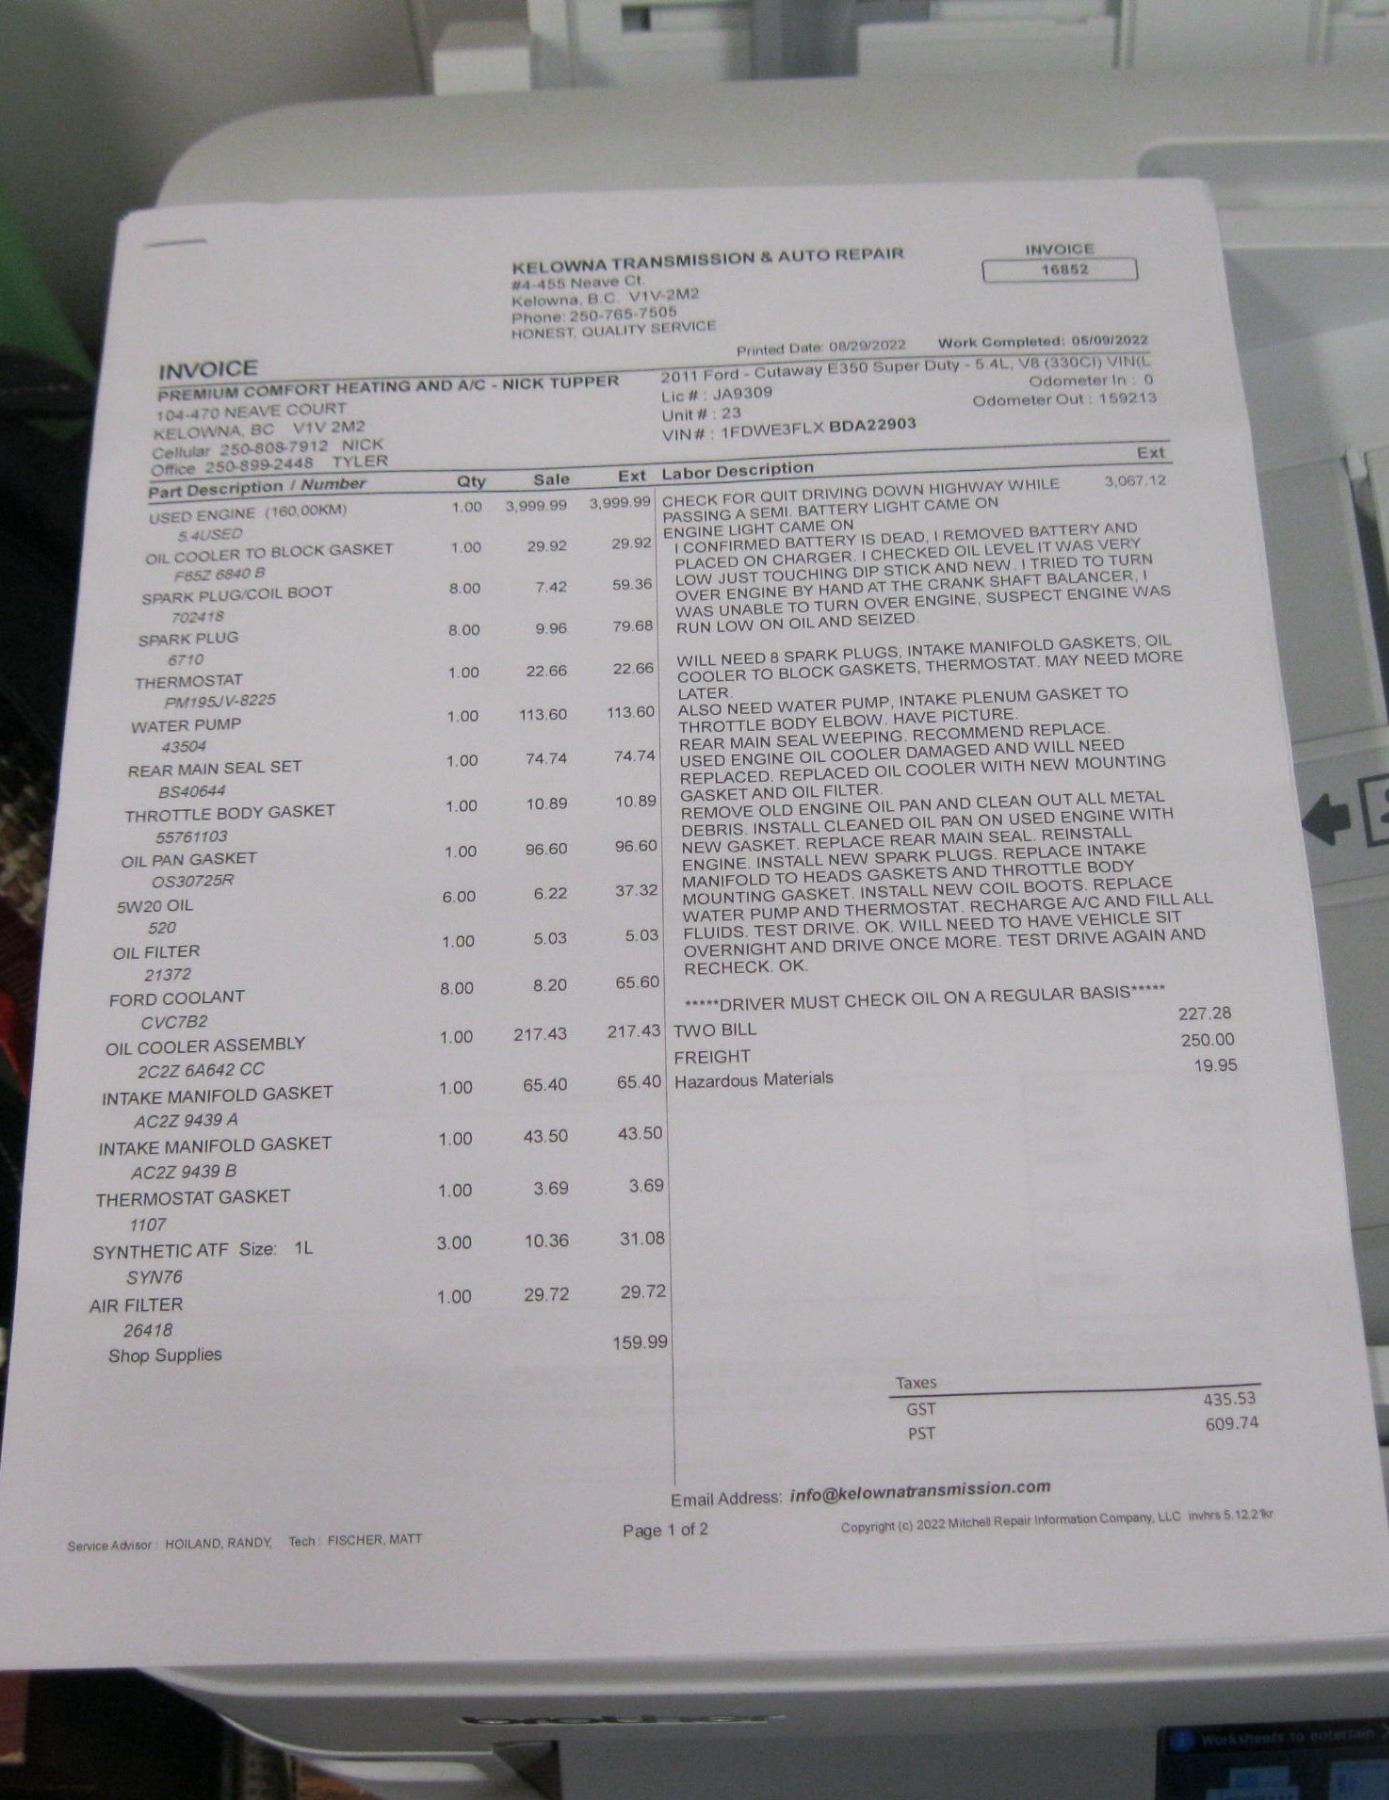 KELOWNA TRANSMISSION & AUTO REPAIR
#4-455 Neave Ct.
Kelowna, B.C. V1V-2M2
Phone: 250-765-7505
HONEST, QUALITY SERVICE
INVOICE
16852
Printed Date: 08/29/2022 Work Completed: 05/09/2022
INVOICE
PREMIUM COMFORT HEATING AND A/C - NICK TUPPER
104-470 NEAVE COURT
KELOWNA, BC V1V 2M2
Cellular 250-808-7912 NICK
Office 250-899-2448 TYLER
2011 Ford - Cutaway E350 Super Duty - 5.4L, V8 (330CI) VIN(L
Lic # : JA9309 Odometer In : 0
Unit # : 23 Odometer Out : 159213
VIN# : 1FDWE3FLX BDA22903
Part Description / Number Qty Sale Ext
USED ENGINE (160,00KM) 1.00 3,999.99 3,999.99
5.4USED
OIL COOLER TO BLOCK GASKET 1.00 29.92 29.92
F65Z 6840 B
SPARK PLUG/COIL BOOT 8.00 7.42 59.36
702418
SPARK PLUG 8.00 9.96 79.68
6710
THERMOSTAT 1.00 22.66 22.66
PM195JV-8225
WATER PUMP 1.00 113.60 113.60
43504
REAR MAIN SEAL SET 1.00 74.74 74.74
BS40644
THROTTLE BODY GASKET 1.00 10.89 10.89
55761103
OIL PAN GASKET 1.00 96.60 96.60
OS30725R
5W20 OIL 6.00 6.22 37.32
520
OIL FILTER 1.00 5.03 5.03
21372
FORD COOLANT 8.00 8.20 65.60
CVC7B2
OIL COOLER ASSEMBLY 1.00 217.43 217.43
2C2Z 6A642 CC
INTAKE MANIFOLD GASKET 1.00 65.40 65.40
AC2Z 9439 A
INTAKE MANIFOLD GASKET 1.00 43.50 43.50
AC2Z 9439 B
THERMOSTAT GASKET 1.00 3.69 3.69
1107
SYNTHETIC ATF Size: 1L 3.00 10.36 31.08
SYN76
AIR FILTER 1.00 29.72 29.72
26418
Shop Supplies 159.99
Labor Description Ext
CHECK FOR QUIT DRIVING DOWN HIGHWAY WHILE 3,067.12
PASSING A SEMI. BATTERY LIGHT CAME ON
ENGINE LIGHT CAME ON
I CONFIRMED BATTERY IS DEAD, I REMOVED BATTERY AND
PLACED ON CHARGER. I CHECKED OIL LEVEL IT WAS VERY
LOW JUST TOUCHING DIP STICK AND NEW. I TRIED TO TURN
OVER ENGINE BY HAND AT THE CRANK SHAFT BALANCER, I
WAS UNABLE TO TURN OVER ENGINE, SUSPECT ENGINE WAS
RUN LOW ON OIL AND SEIZED.
WILL NEED 8 SPARK PLUGS, INTAKE MANIFOLD GASKETS, OIL
COOLER TO BLOCK GASKETS, THERMOSTAT. MAY NEED MORE
LATER.
ALSO NEED WATER PUMP, INTAKE PLENUM GASKET TO
THROTTLE BODY ELBOW. HAVE PICTURE.
REAR MAIN SEAL WEEPING. RECOMMEND REPLACE.
USED ENGINE OIL COOLER DAMAGED AND WILL NEED
REPLACED. REPLACED OIL COOLER WITH NEW MOUNTING
GASKET AND OIL FILTER.
REMOVE OLD ENGINE OIL PAN AND CLEAN OUT ALL METAL
DEBRIS. INSTALL CLEANED OIL PAN ON USED ENGINE WITH
NEW GASKET. REPLACE REAR MAIN SEAL. REINSTALL
ENGINE. INSTALL NEW SPARK PLUGS. REPLACE INTAKE
MANIFOLD TO HEADS GASKETS AND THROTTLE BODY
MOUNTING GASKET. INSTALL NEW COIL BOOTS. REPLACE
WATER PUMP AND THERMOSTAT. RECHARGE A/C AND FILL ALL
FLUIDS. TEST DRIVE. OK. WILL NEED TO HAVE VEHICLE SIT
OVERNIGHT AND DRIVE ONCE MORE. TEST DRIVE AGAIN AND
RECHECK. OK.
*****DRIVER MUST CHECK OIL ON A REGULAR BASIS*****
TWO BILL 227.28
FREIGHT 250.00
Hazardous Materials 19.95
Taxes
GST 435.53
PST 609.74
Email Address: info@kelownatransmission.com
Service Advisor : HOILAND, RANDY, Tech : FISCHER, MATT
Page 1 of 2
Copyright (c) 2022 Mitchell Repair Information Company, LLC invhrs 5.12.21kr
brother
Worksheets to entertain